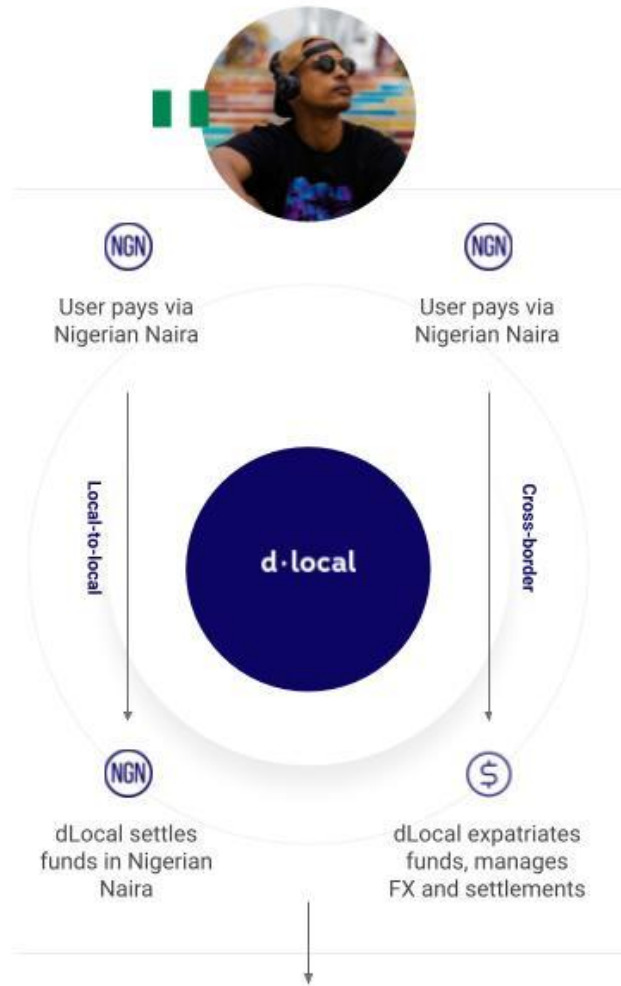 NGN
NGN
User pays via
Nigerian Naira
User pays via
Nigerian Naira
Local-to-local
d·local
Cross-border
NGN
$
dLocal settles
funds in Nigerian
Naira
dLocal expatriates
funds, manages
FX and settlements